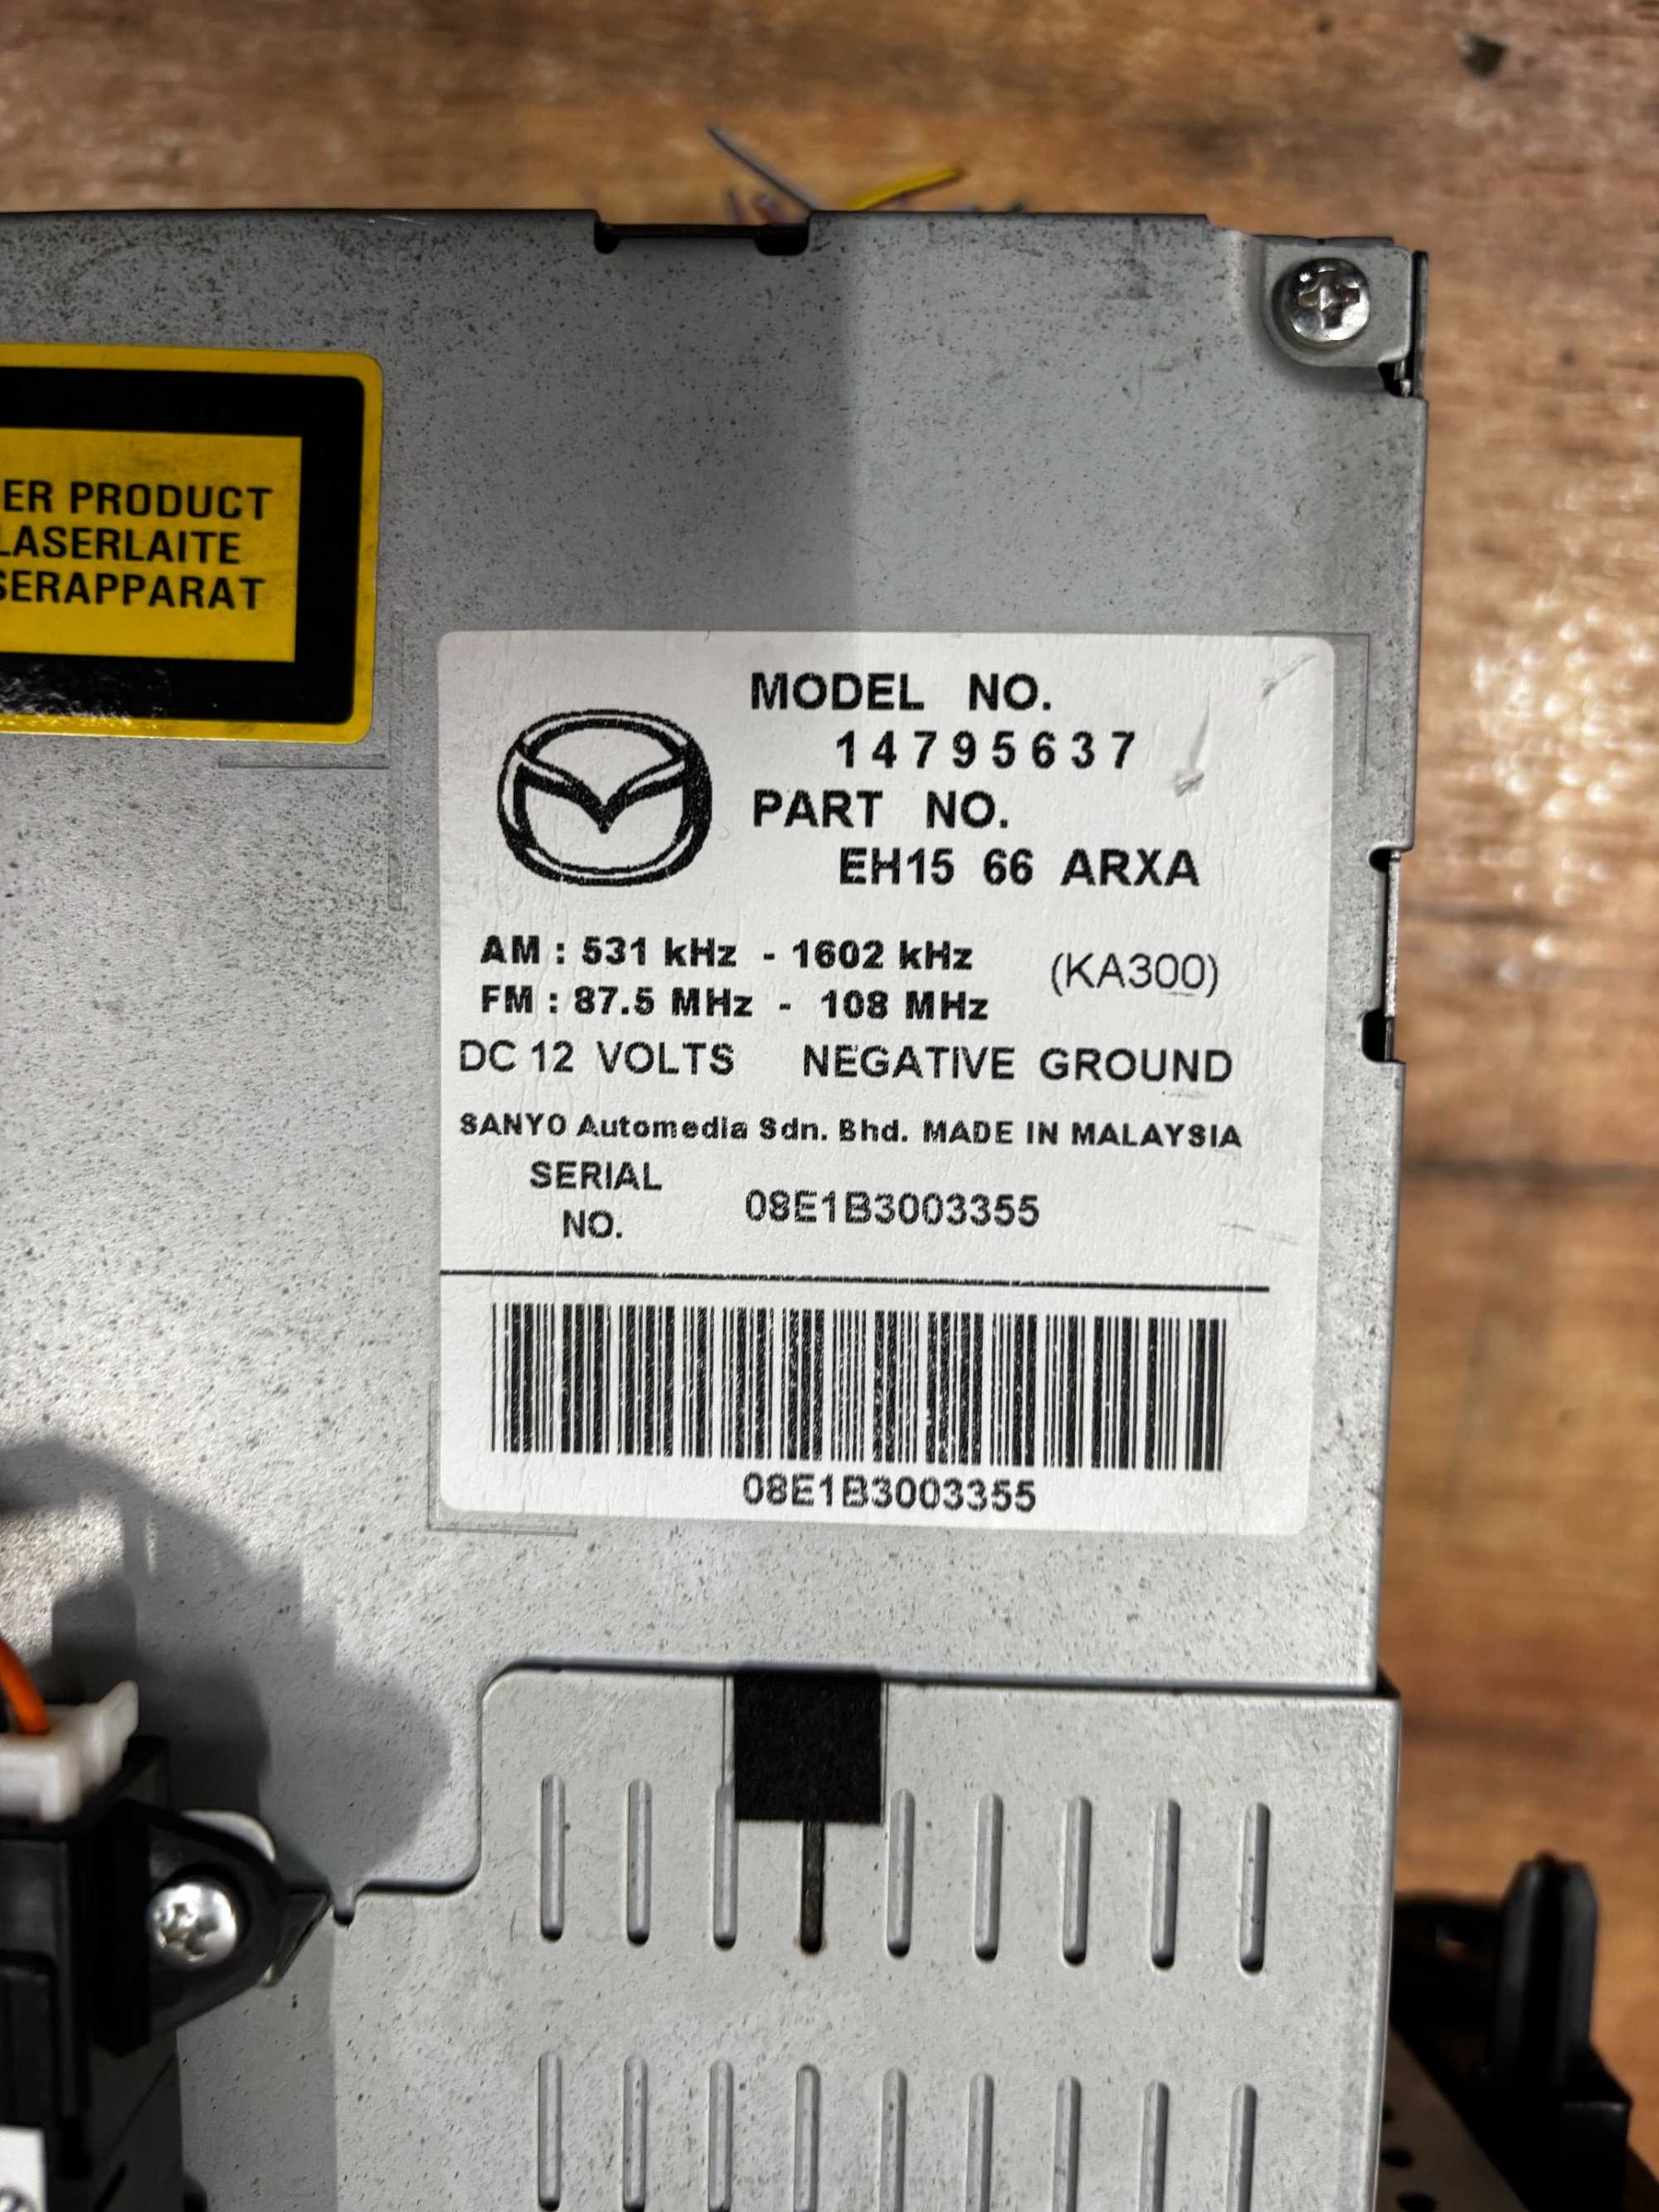 ER PRODUCT
LASERLAITE
SERAPPARAT
MODEL NO.
14795637
PART NO.
EH15 66 ARXA
AM : 531 kHz - 1602 kHz
(KA300)
FM : 87.5 MHz - 108 MHz
DC 12 VOLTS NEGATIVE GROUND
SANYO Automedia Sdn. Bhd. MADE IN MALAYSIA
SERIAL
NO.
08E1B3003355
08E1B3003355